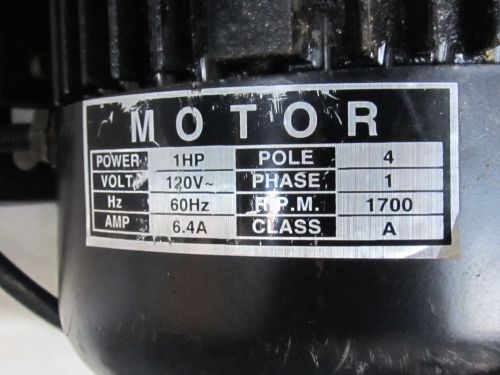 MOTOR
POWER 1HP POLE 4
VOLT 120V~ PHASE 1
Hz 60Hz R.P.M. 1700
AMP 6.4A CLASS A